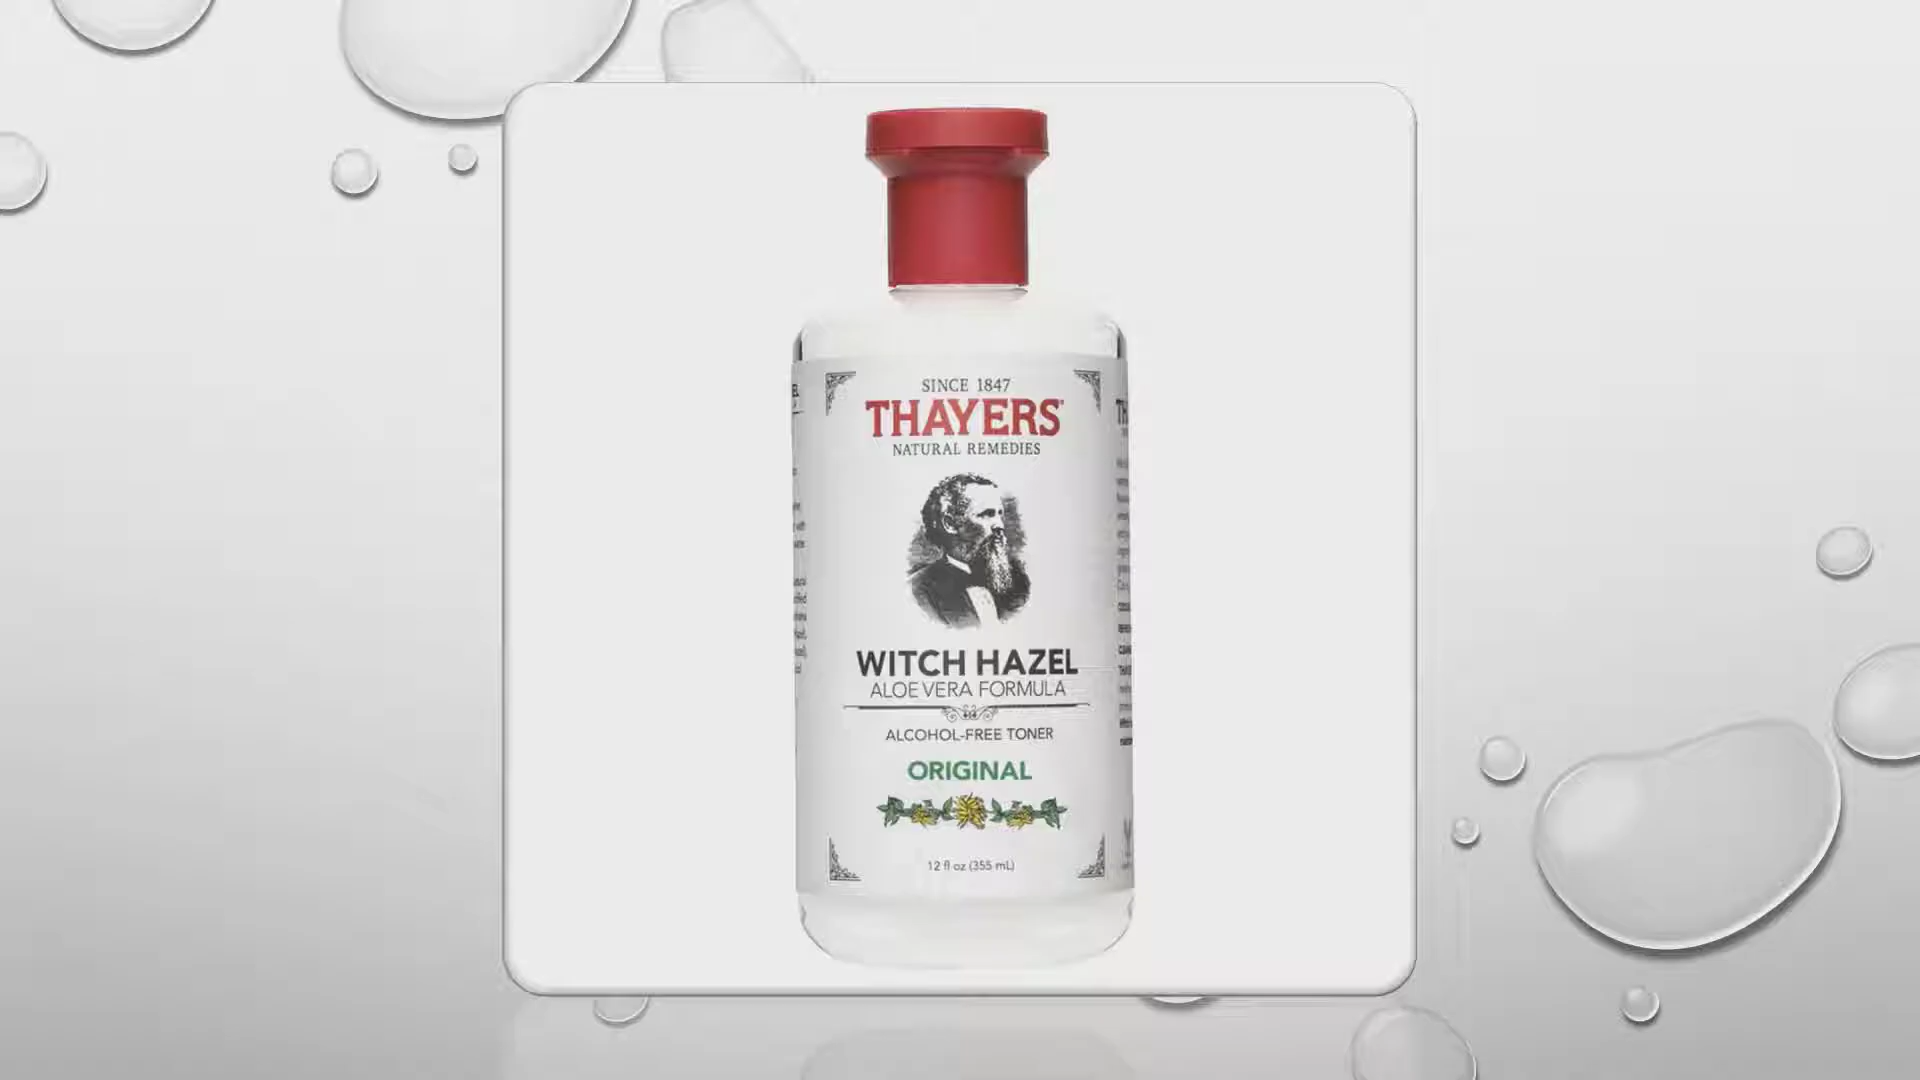 SINCE 1847
THAYERS
NATURAL REMEDIES
WITCH HAZEL
ALOE VERA FORMULA
ALCOHOL-FREE TONER
ORIGINAL
12 fl oz (355 mL)